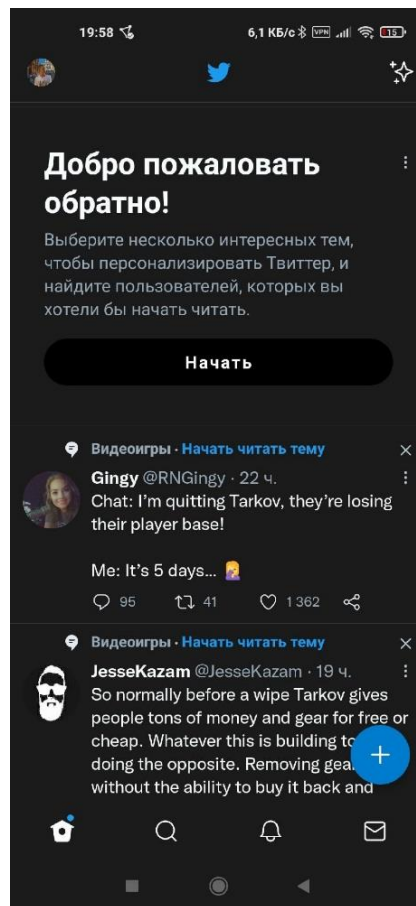 19:58 6,1 КБ/с VPN 15
Добро пожаловать
обратно!
Выберите несколько интересных тем,
чтобы персонализировать Твиттер, и
найдите пользователей, которых вы
хотели бы начать читать.
Начать
Видеоигры · Начать читать тему
Gingy @RNGingy · 22 ч.
Chat: I’m quitting Tarkov, they’re losing
their player base!
Me: It’s 5 days... 🤦‍♀️
95 41 1 362
Видеоигры · Начать читать тему
JesseKazam @JesseKazam · 19 ч.
So normally before a wipe Tarkov gives
people tons of money and gear for free or
cheap. Whatever this is building to
doing the opposite. Removing gea
without the ability to buy it back and